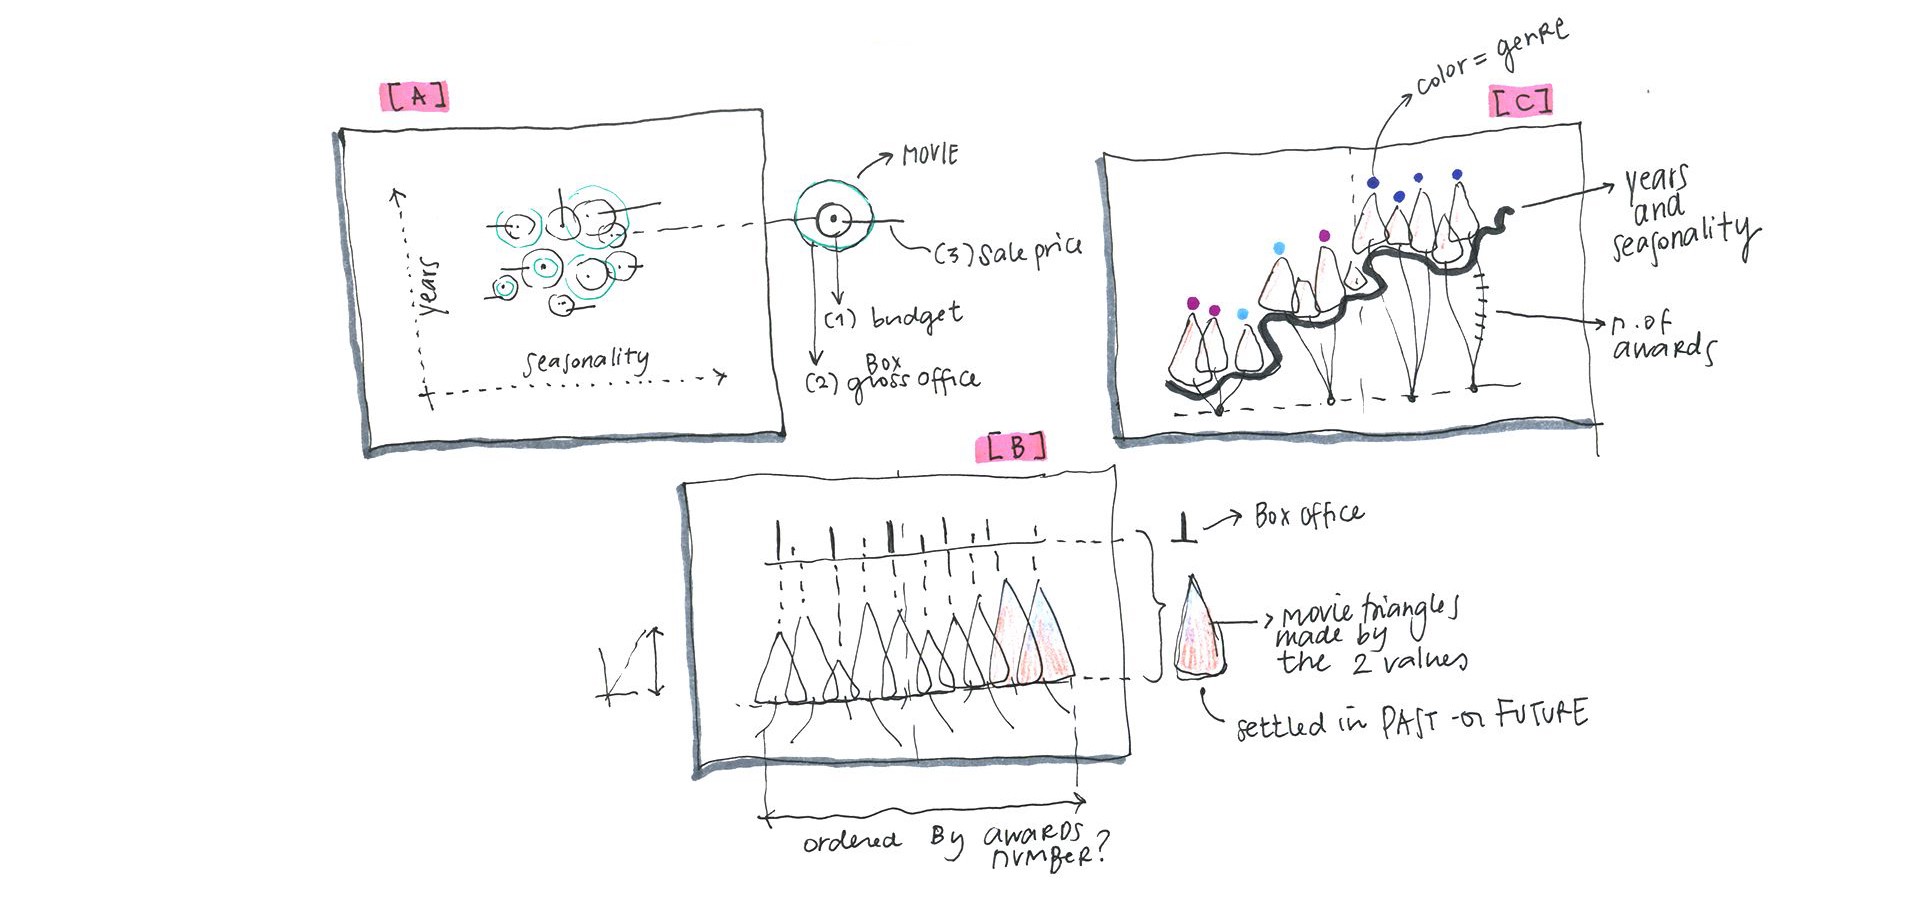 [A]
MOVIE
(3) sale price
(1) budget
Box
(2) gross office
years
seasonality
[C]
color = genre
years
and
seasonality
n. of
awards
[B]
Box office
movie triangles
made by
the 2 values
settled in PAST or FUTURE
ordered By awards
number?